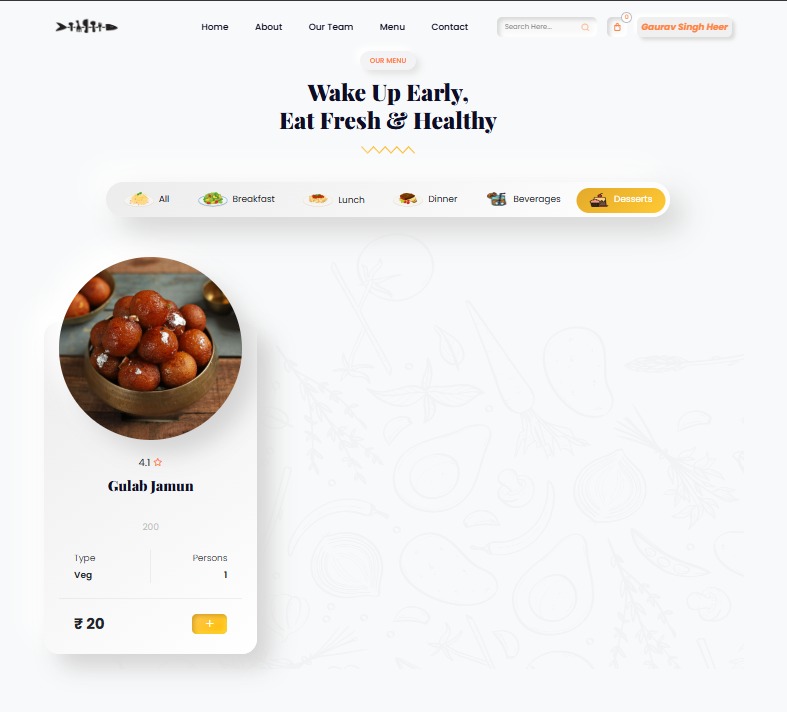 Home About Our Team Menu Contact Search Here... 0 Gaurav Singh Heer
OUR MENU
Wake Up Early,
Eat Fresh & Healthy
All Breakfast Lunch Dinner Beverages Desserts
4.1
Gulab Jamun
200
Type Persons
Veg 1
₹ 20 +